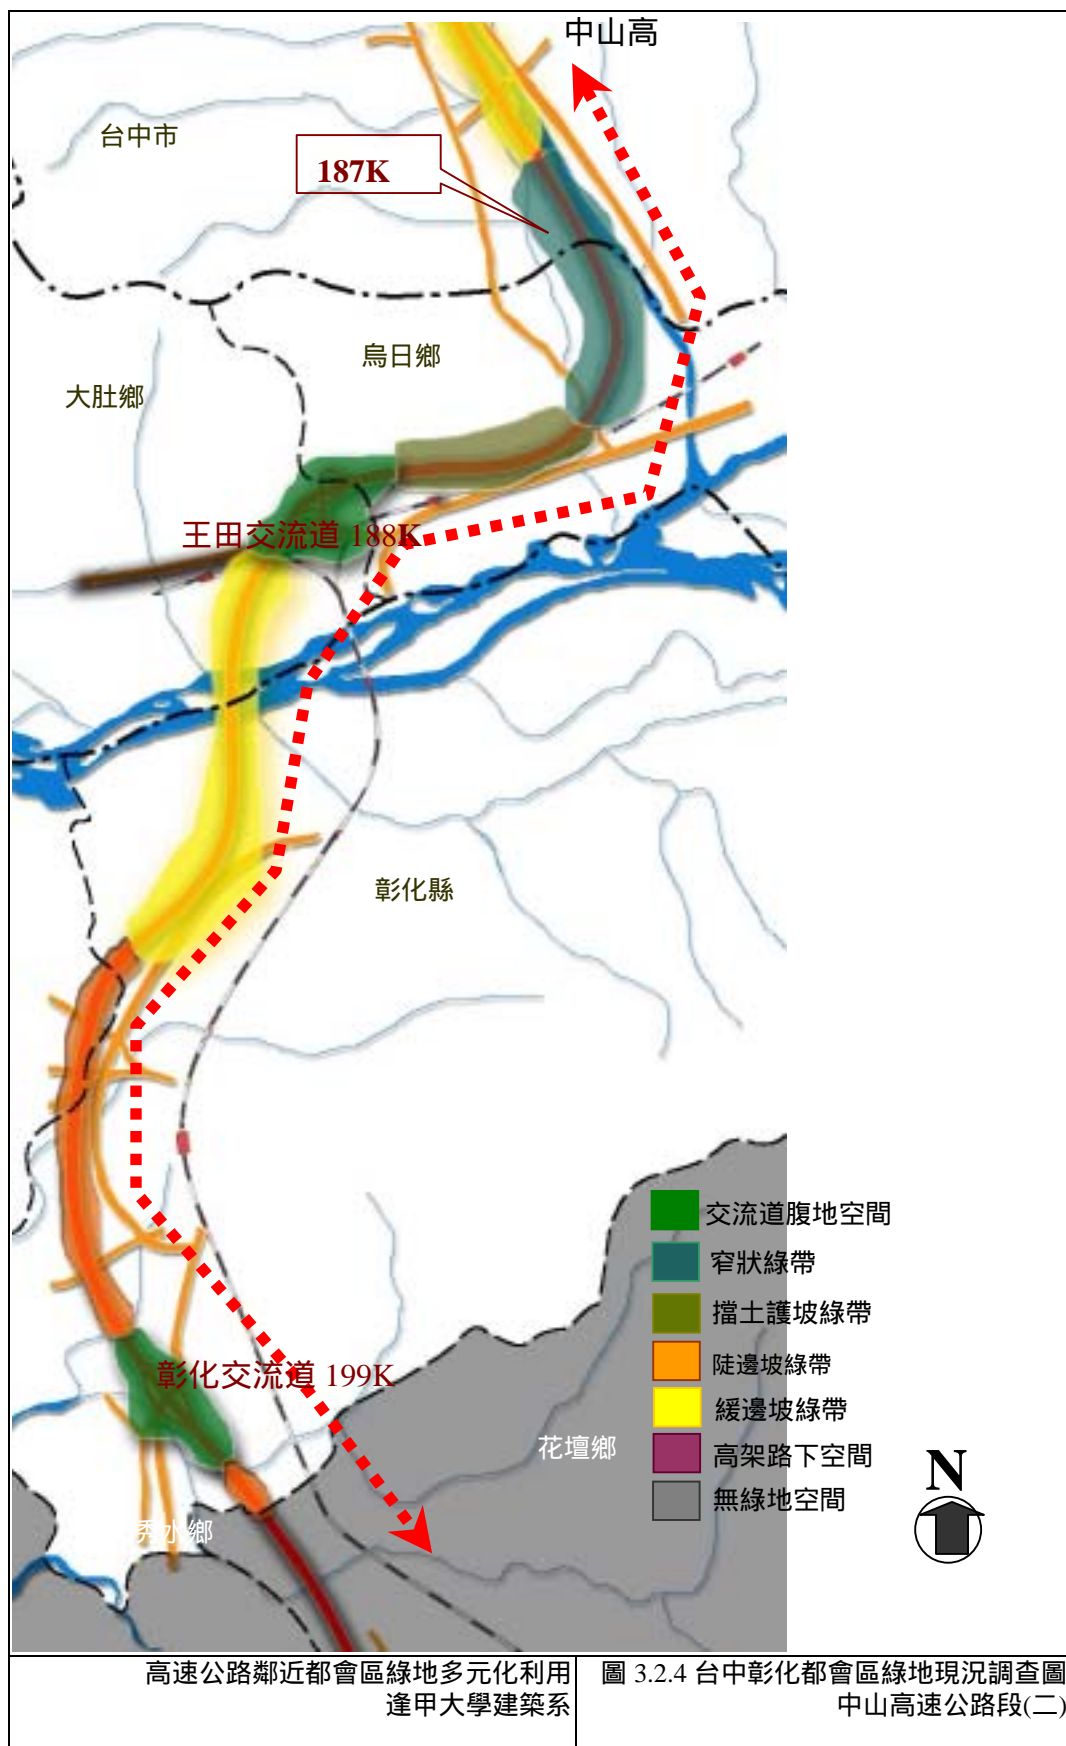 中山高
台中市
187K
烏日鄉
大肚鄉
王田交流道 188K
彰化縣
交流道腹地空間
窄狀綠帶
擋土護坡綠帶
陡邊坡綠帶
彰化交流道 199K
緩邊坡綠帶
花壇鄉
高架路下空間
N
無綠地空間
秀水鄉
高速公路鄰近都會區綠地多元化利用
逢甲大學建築系
圖 3.2.4 台中彰化都會區綠地現況調查圖
中山高速公路段(二)